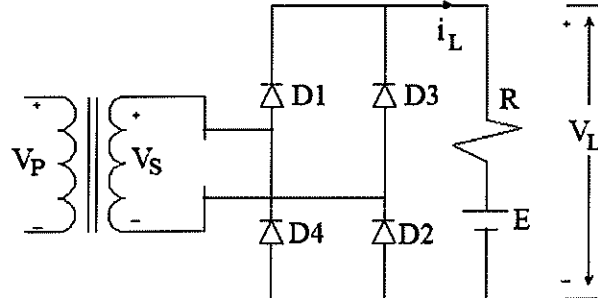 + i_L
D1 D3 R
+ + V_L
V_P V_S
- - D4 D2 E
-